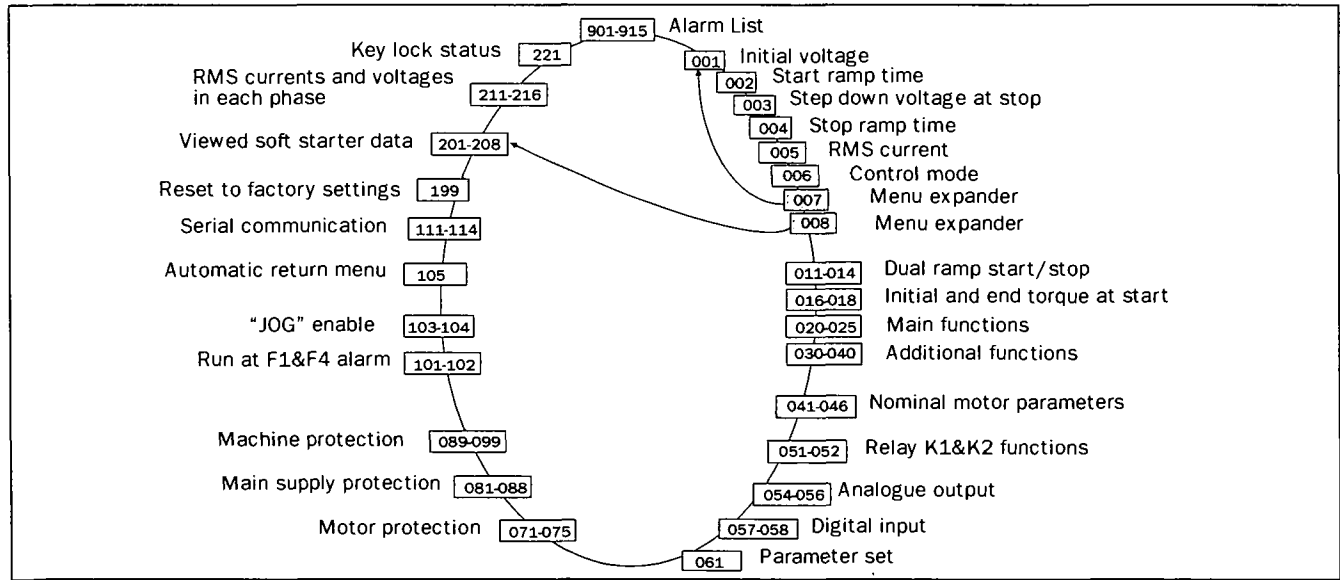 901-915 Alarm List
Key lock status 221
001 Initial voltage
RMS currents and voltages
in each phase 211-216
002 Start ramp time
003 Step down voltage at stop
004 Stop ramp time
Viewed soft starter data 201-208
005 RMS current
006 Control mode
Reset to factory settings 199
007 Menu expander
008 Menu expander
Serial communication 111-114
Automatic return menu 105
011-014 Dual ramp start/stop
016-018 Initial and end torque at start
"JOG" enable 103-104
020-025 Main functions
Run at F1&F4 alarm 101-102
030-040 Additional functions
041-046 Nominal motor parameters
Machine protection 089-099
051-052 Relay K1&K2 functions
Main supply protection 081-088
054-056 Analogue output
Motor protection 071-075
057-058 Digital input
061 Parameter set